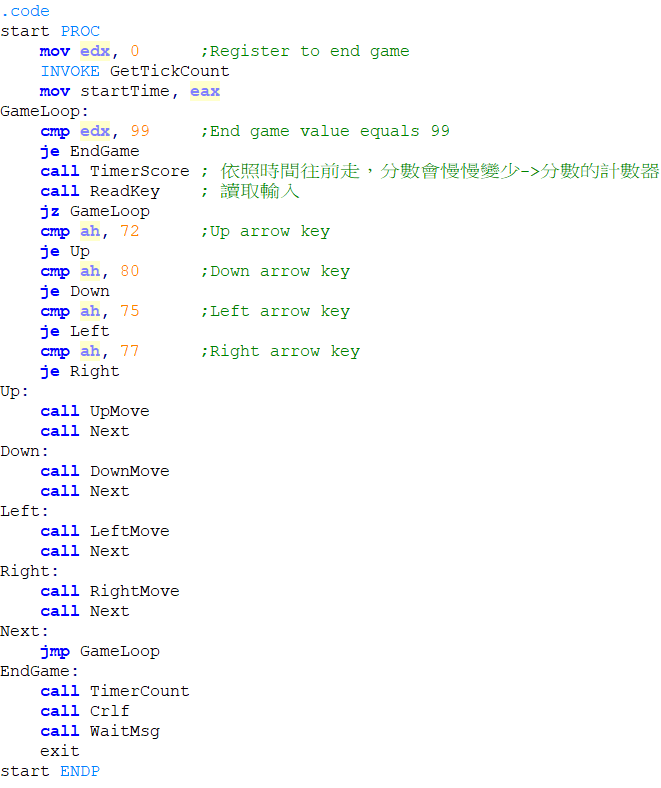 .code
start PROC
    mov edx, 0      ;Register to end game
    INVOKE GetTickCount
    mov startTime, eax
GameLoop:
    cmp edx, 99     ;End game value equals 99
    je EndGame
    call TimerScore ; 依照時間往前走，分數會慢慢變少->分數的計數器
    call ReadKey    ; 讀取輸入
    jz GameLoop
    cmp ah, 72      ;Up arrow key
    je Up
    cmp ah, 80      ;Down arrow key
    je Down
    cmp ah, 75      ;Left arrow key
    je Left
    cmp ah, 77      ;Right arrow key
    je Right
Up:
    call UpMove
    call Next
Down:
    call DownMove
    call Next
Left:
    call LeftMove
    call Next
Right:
    call RightMove
    call Next
Next:
    jmp GameLoop
EndGame:
    call TimerCount
    call Crlf
    call WaitMsg
    exit
start ENDP